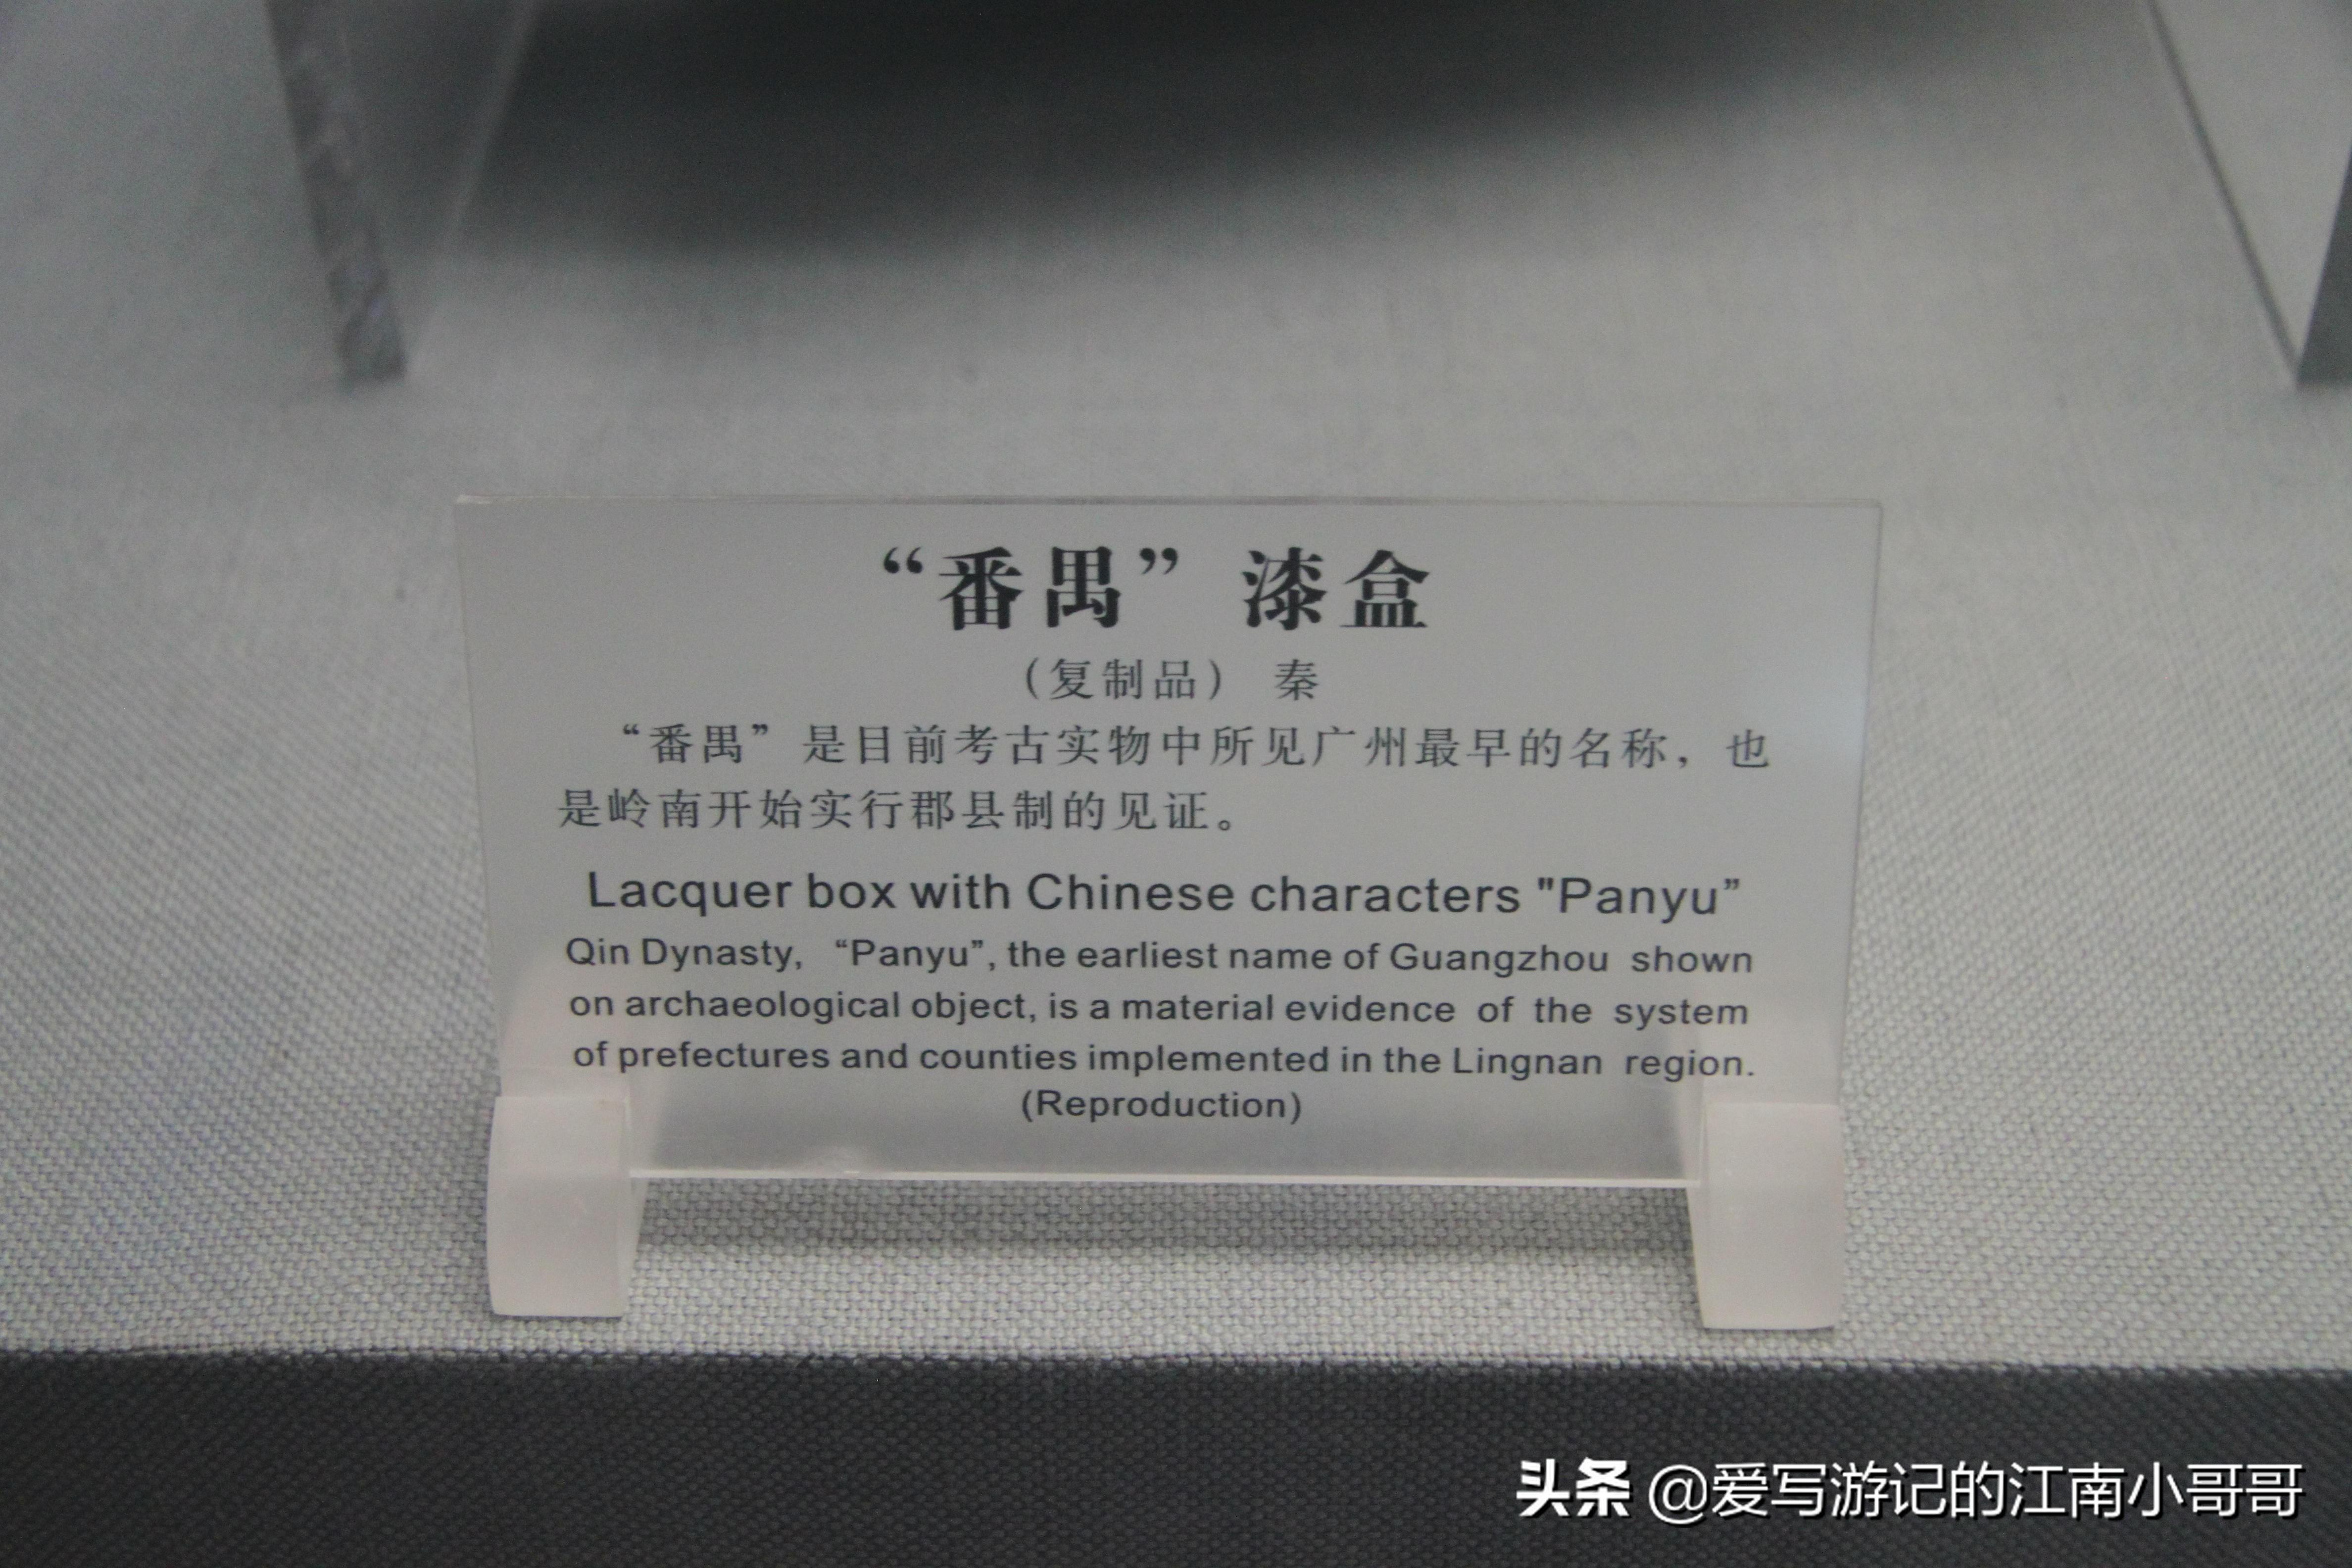 “番禺”漆盒
（复制品） 秦
“番禺”是目前考古实物中所见广州最早的名称，也
是岭南开始实行郡县制的见证。
Lacquer box with Chinese characters "Panyu”
Qin Dynasty, “Panyu”, the earliest name of Guangzhou shown
on archaeological object, is a material evidence of the system
of prefectures and counties implemented in the Lingnan region.
(Reproduction)
头条 @爱写游记的江南小哥哥